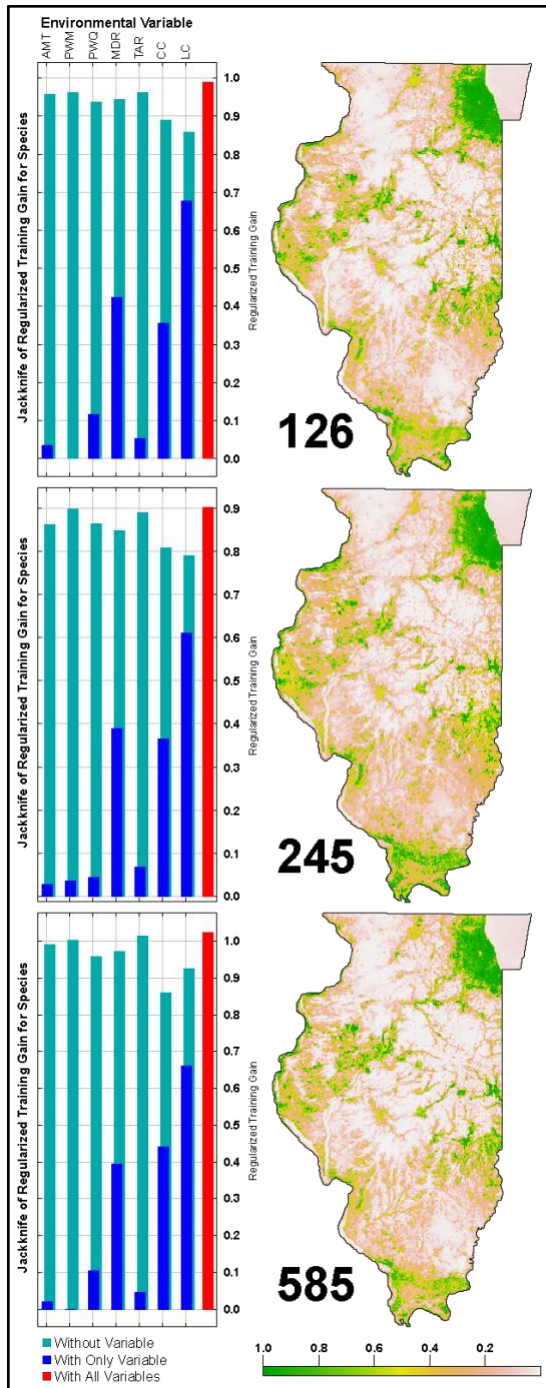 Environmental Variable
AMT
PWM
PWQ
MDR
TAR
CC
LC
Jackknife of Regularized Training Gain for Species
1.0
0.9
0.8
0.7
0.6
0.5
0.4
0.3
0.2
0.1
0.0
Regularized Training Gain
126
Jackknife of Regularized Training Gain for Species
0.9
0.8
0.7
0.6
0.5
0.4
0.3
0.2
0.1
0.0
Regularized Training Gain
245
Jackknife of Regularized Training Gain for Species
1.0
0.9
0.8
0.7
0.6
0.5
0.4
0.3
0.2
0.1
0.0
Regularized Training Gain
585
Without Variable
With Only Variable
With All Variables
1.0 0.8 0.6 0.4 0.2